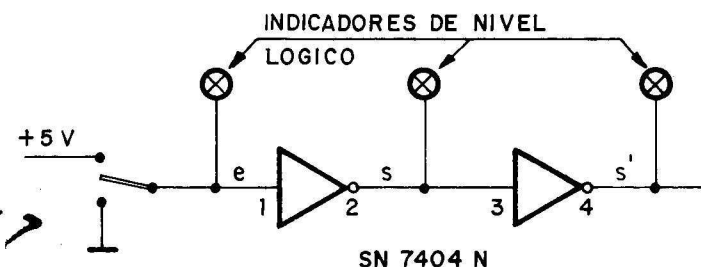 INDICADORES DE NIVEL
LOGICO
+5 V
e
s
s'
1
2
3
4
SN 7404 N